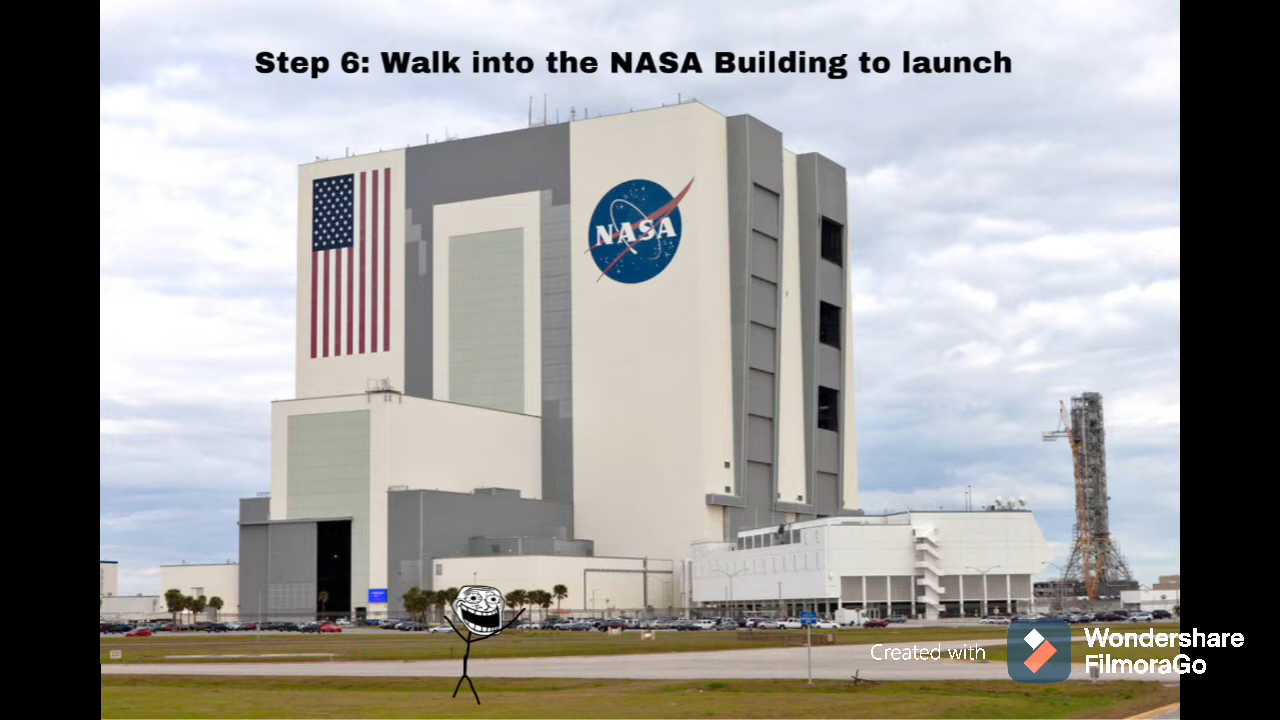 Step 6: Walk into the NASA Building to launch
NASA
Created with
Wondershare
FilmoraGo